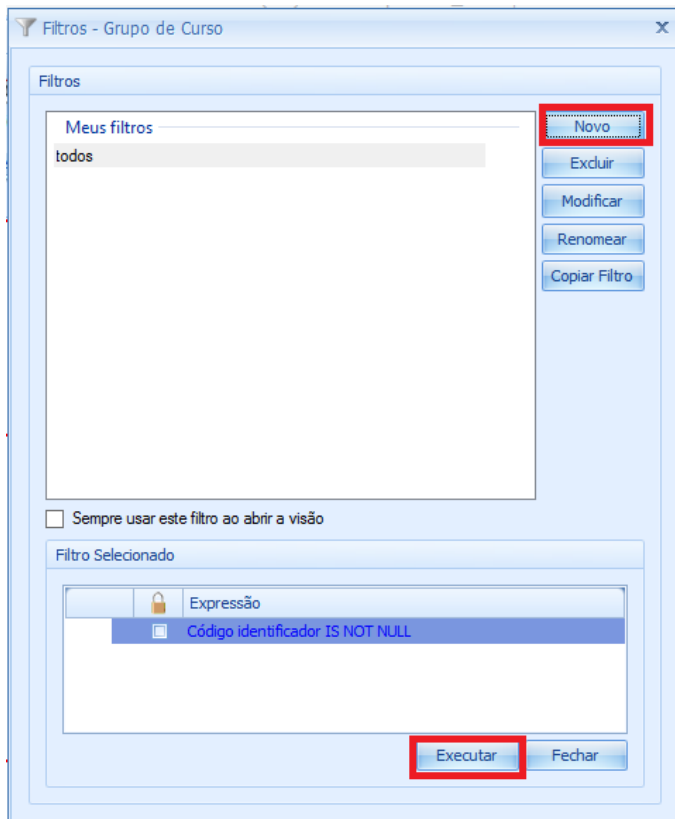 Filtros - Grupo de Curso
Filtros
Meus filtros
todos
Novo
Excluir
Modificar
Renomear
Copiar Filtro
Sempre usar este filtro ao abrir a visão
Filtro Selecionado
Expressão
Código identificador IS NOT NULL
Executar
Fechar